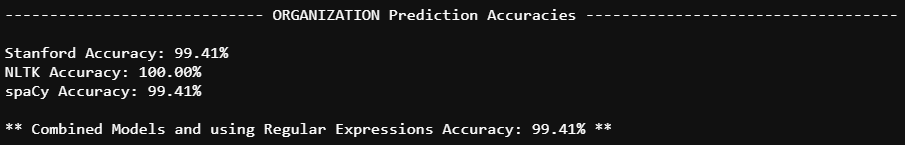 ---------------------------- ORGANIZATION Prediction Accuracies ----------------------------------
Stanford Accuracy: 99.41%
NLTK Accuracy: 100.00%
spaCy Accuracy: 99.41%
** Combined Models and using Regular Expressions Accuracy: 99.41% **